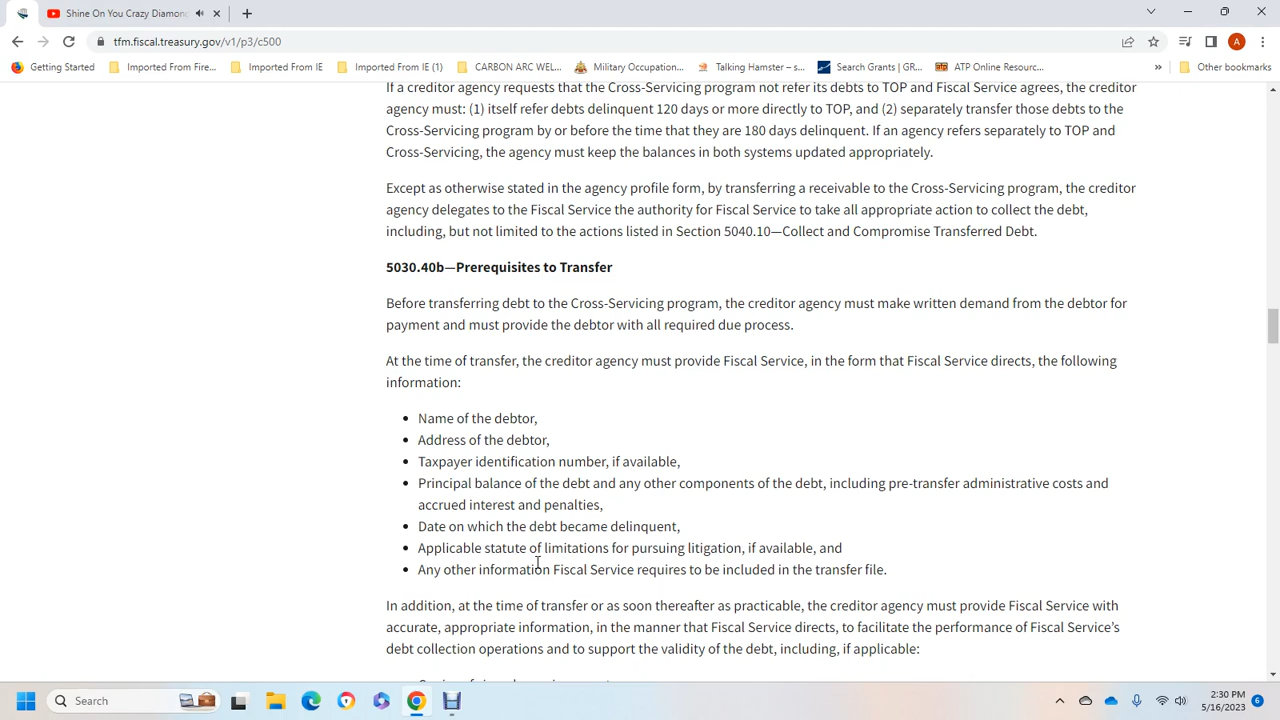 Shine On You Crazy Diamond
tfm.fiscal.treasury.gov/v1/p3/c500
A
Getting Started
Imported From Fire...
Imported From IE
Imported From IE (1)
CARBON ARC WEL...
Military Occupation...
Talking Hamster – s...
Search Grants | GR...
ATP Online Resourc...
»
Other bookmarks
If a creditor agency requests that the Cross-Servicing program not refer its debts to TOP and Fiscal Service agrees, the creditor
agency must: (1) itself refer debts delinquent 120 days or more directly to TOP, and (2) separately transfer those debts to the
Cross-Servicing program by or before the time that they are 180 days delinquent. If an agency refers separately to TOP and
Cross-Servicing, the agency must keep the balances in both systems updated appropriately.
Except as otherwise stated in the agency profile form, by transferring a receivable to the Cross-Servicing program, the creditor
agency delegates to the Fiscal Service the authority for Fiscal Service to take all appropriate action to collect the debt,
including, but not limited to the actions listed in Section 5040.10—Collect and Compromise Transferred Debt.
5030.40b—Prerequisites to Transfer
Before transferring debt to the Cross-Servicing program, the creditor agency must make written demand from the debtor for
payment and must provide the debtor with all required due process.
At the time of transfer, the creditor agency must provide Fiscal Service, in the form that Fiscal Service directs, the following
information:
• Name of the debtor,
• Address of the debtor,
• Taxpayer identification number, if available,
• Principal balance of the debt and any other components of the debt, including pre-transfer administrative costs and
accrued interest and penalties,
• Date on which the debt became delinquent,
• Applicable statute of limitations for pursuing litigation, if available, and
• Any other information Fiscal Service requires to be included in the transfer file.
In addition, at the time of transfer or as soon thereafter as practicable, the creditor agency must provide Fiscal Service with
accurate, appropriate information, in the manner that Fiscal Service directs, to facilitate the performance of Fiscal Service's
debt collection operations and to support the validity of the debt, including, if applicable:
Search
2:30 PM
5/16/2023
6